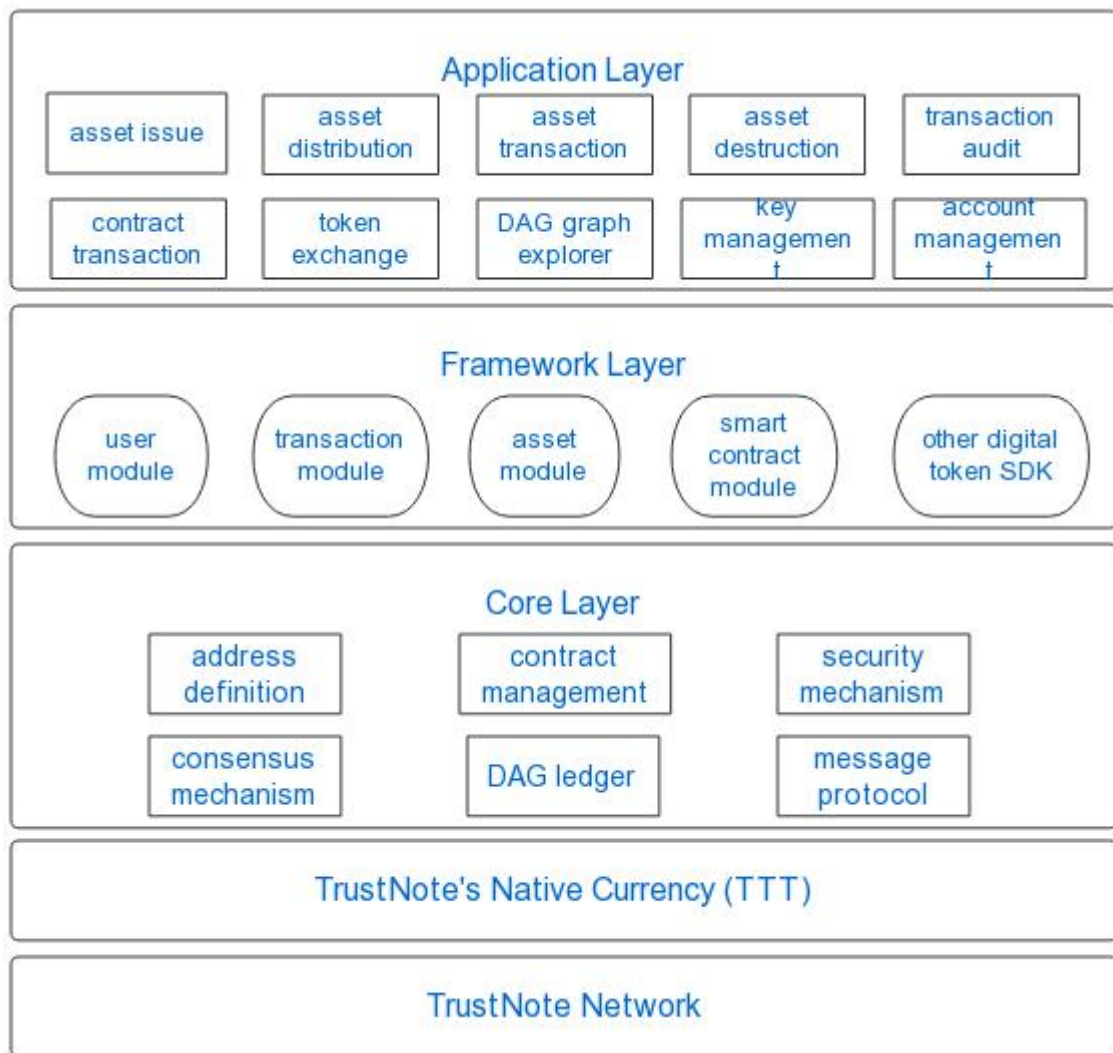 Application Layer
asset issue
asset
distribution
asset
transaction
asset
destruction
transaction
audit
contract
transaction
token
exchange
DAG graph
explorer
key
managemen
t
account
managemen
t
Framework Layer
user
module
transaction
module
asset
module
smart
contract
module
other digital
token SDK
Core Layer
address
definition
contract
management
security
mechanism
consensus
mechanism
DAG ledger
message
protocol
TrustNote's Native Currency (TTT)
TrustNote Network